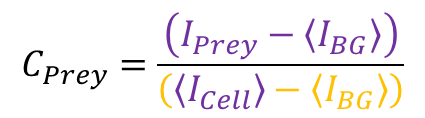 C_Prey = (I_Prey − ⟨I_BG⟩) / (⟨I_Cell⟩ − ⟨I_BG⟩)